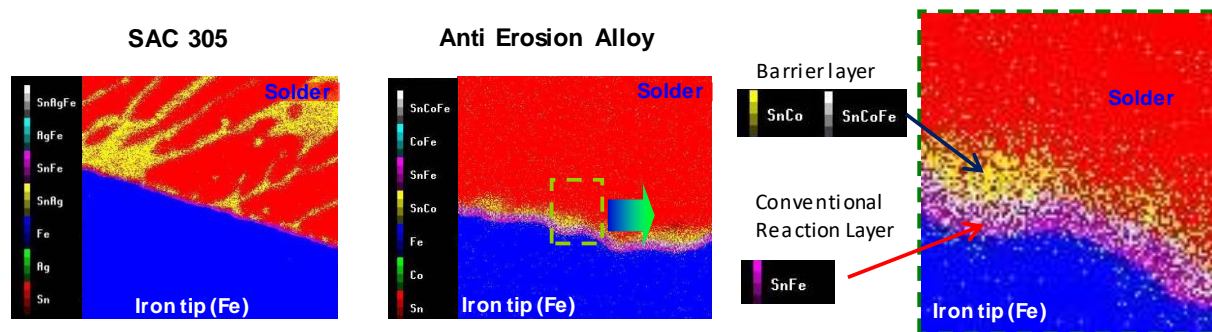 SAC 305
Solder
SnAgFe
AgFe
SnFe
SnAg
Fe
Ag
Sn
Iron tip (Fe)
Anti Erosion Alloy
Solder
SnCoFe
CoFe
SnFe
SnCo
Fe
Co
Sn
Iron tip (Fe)
Barrier layer
SnCo SnCoFe
Conventional
Reaction Layer
SnFe
Solder
Iron tip (Fe)